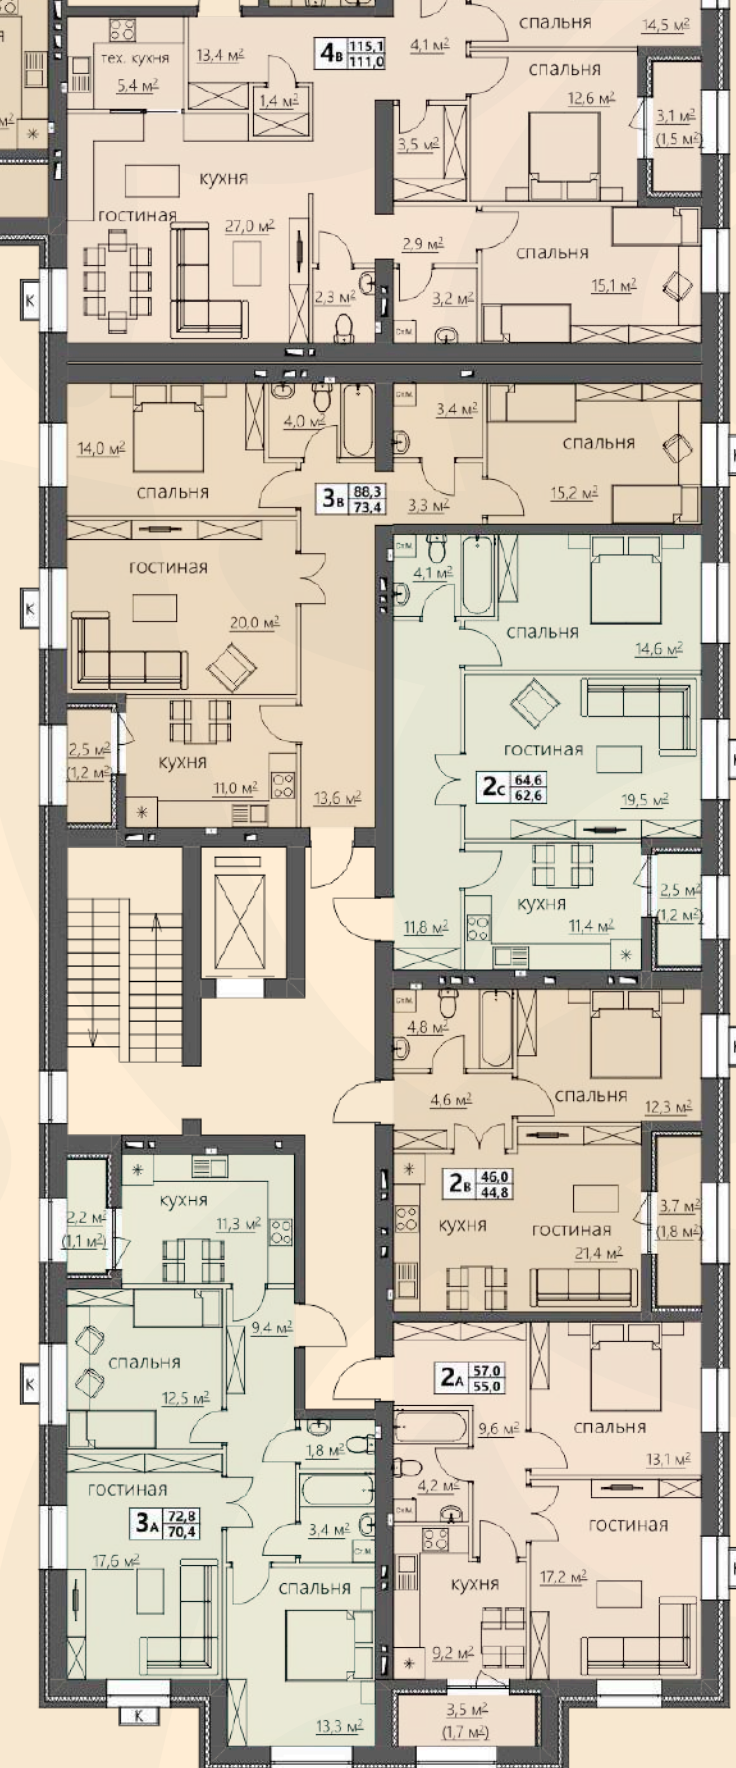 спальня
14,5 м²
4в 115,1
111,0
4,1 м²
13,4 м²
тех. кухня
5,4 м²
1,4 м²
спальня
12,6 м²
3,1 м²
(1,5 м²)
3,5 м²
кухня
гостиная
27,0 м²
2,9 м²
спальня
15,1 м²
2,3 м²
3,2 м²
Ст.М.
К
14,0 м²
спальня
4,0 м²
Ст.М.
3,4 м²
спальня
15,2 м²
3в 88,3
73,4
3,3 м²
гостиная
20,0 м²
К
Ст.М.
4,1 м²
спальня
14,6 м²
2,5 м²
(1,2 м²)
кухня
11,0 м²
13,6 м²
гостиная
2с 64,6
62,6
19,5 м²
кухня
11,4 м²
11,8 м²
2,5 м²
(1,2 м²)
Ст.М.
4,8 м²
4,6 м²
спальня
12,3 м²
2в 46,0
44,8
кухня
гостиная
21,4 м²
3,7 м²
(1,8 м²)
2,2 м²
(1,1 м²)
кухня
11,3 м²
9,4 м²
спальня
12,5 м²
К
2А 57,0
55,0
9,6 м²
спальня
13,1 м²
1,8 м²
4,2 м²
Ст.М.
гостиная
3А 72,8
70,4
17,6 м²
3,4 м²
Ст.М.
гостиная
17,2 м²
спальня
13,3 м²
кухня
9,2 м²
К
3,5 м²
(1,7 м²)